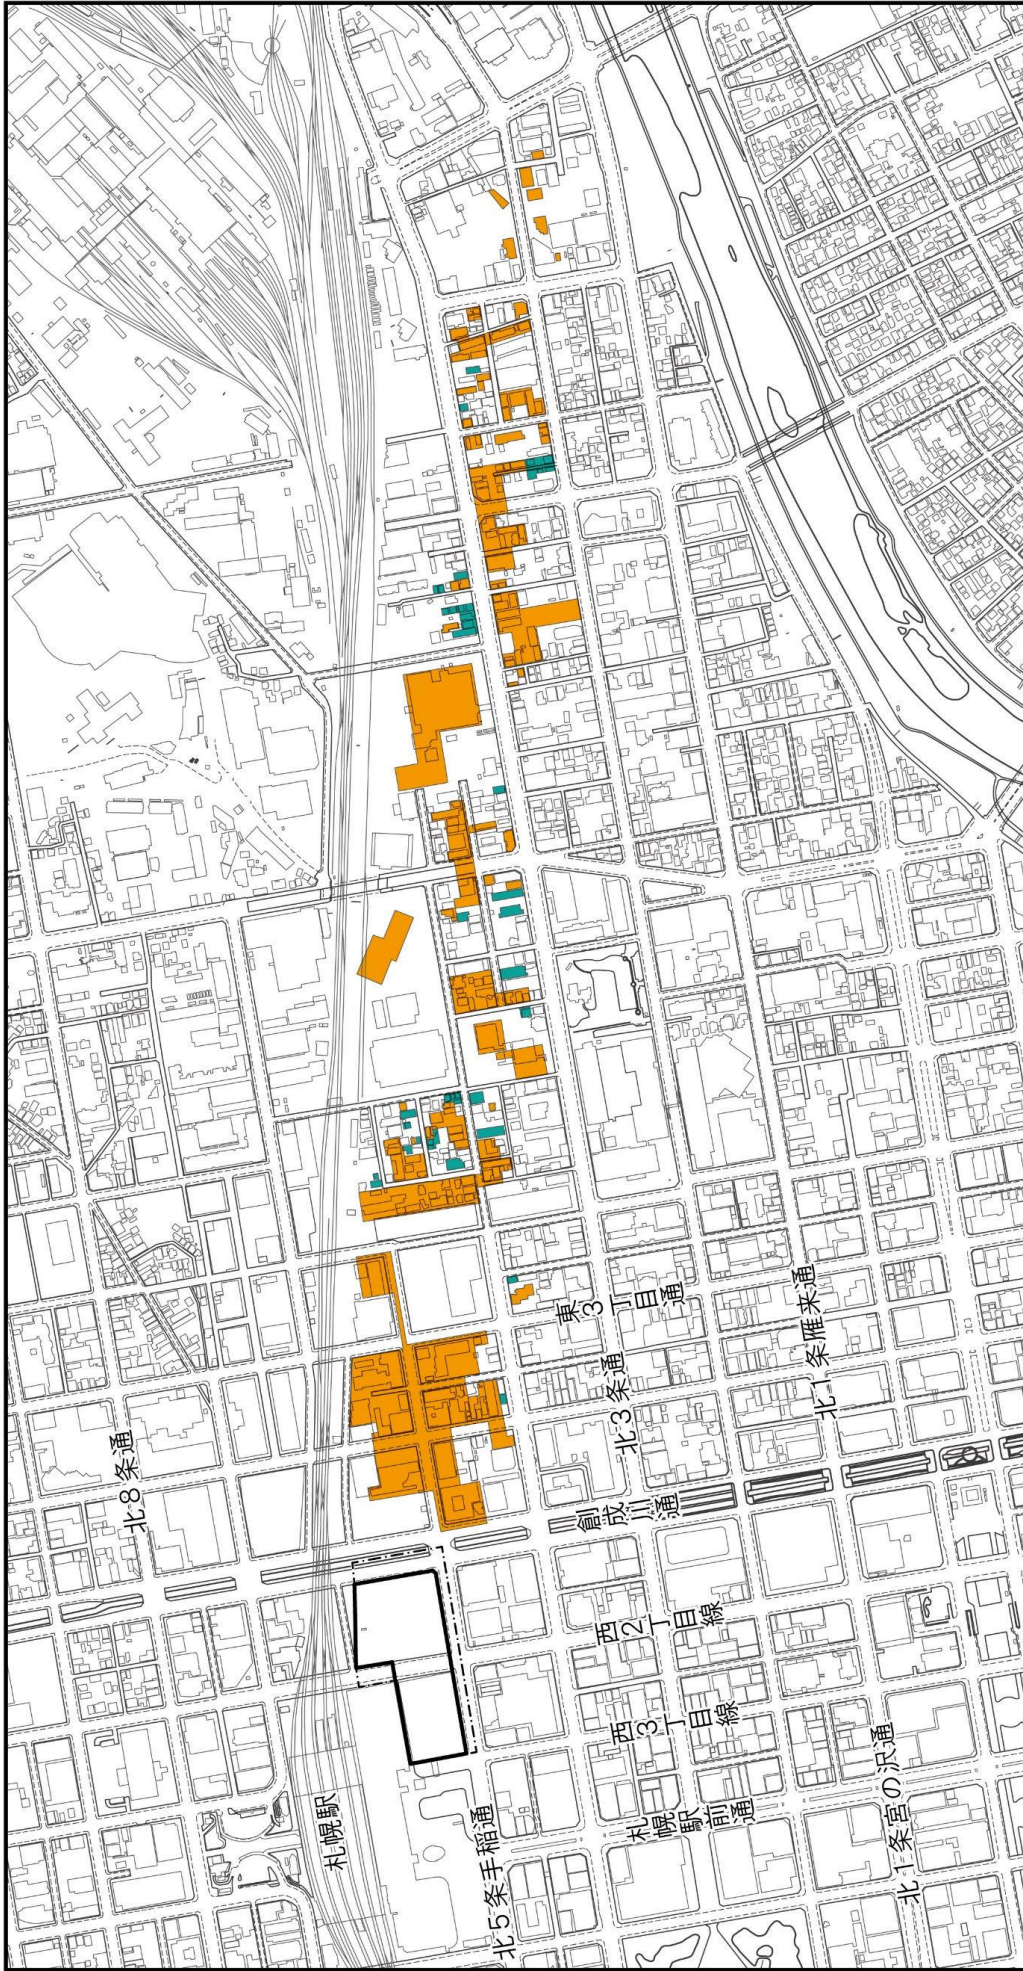 北8条通
札幌駅
北5条手稲通
創成川通
東3丁目通
北3条通
北1条雁来通
西2丁目線
西3丁目線
札幌駅前通
北1条宮の沢通